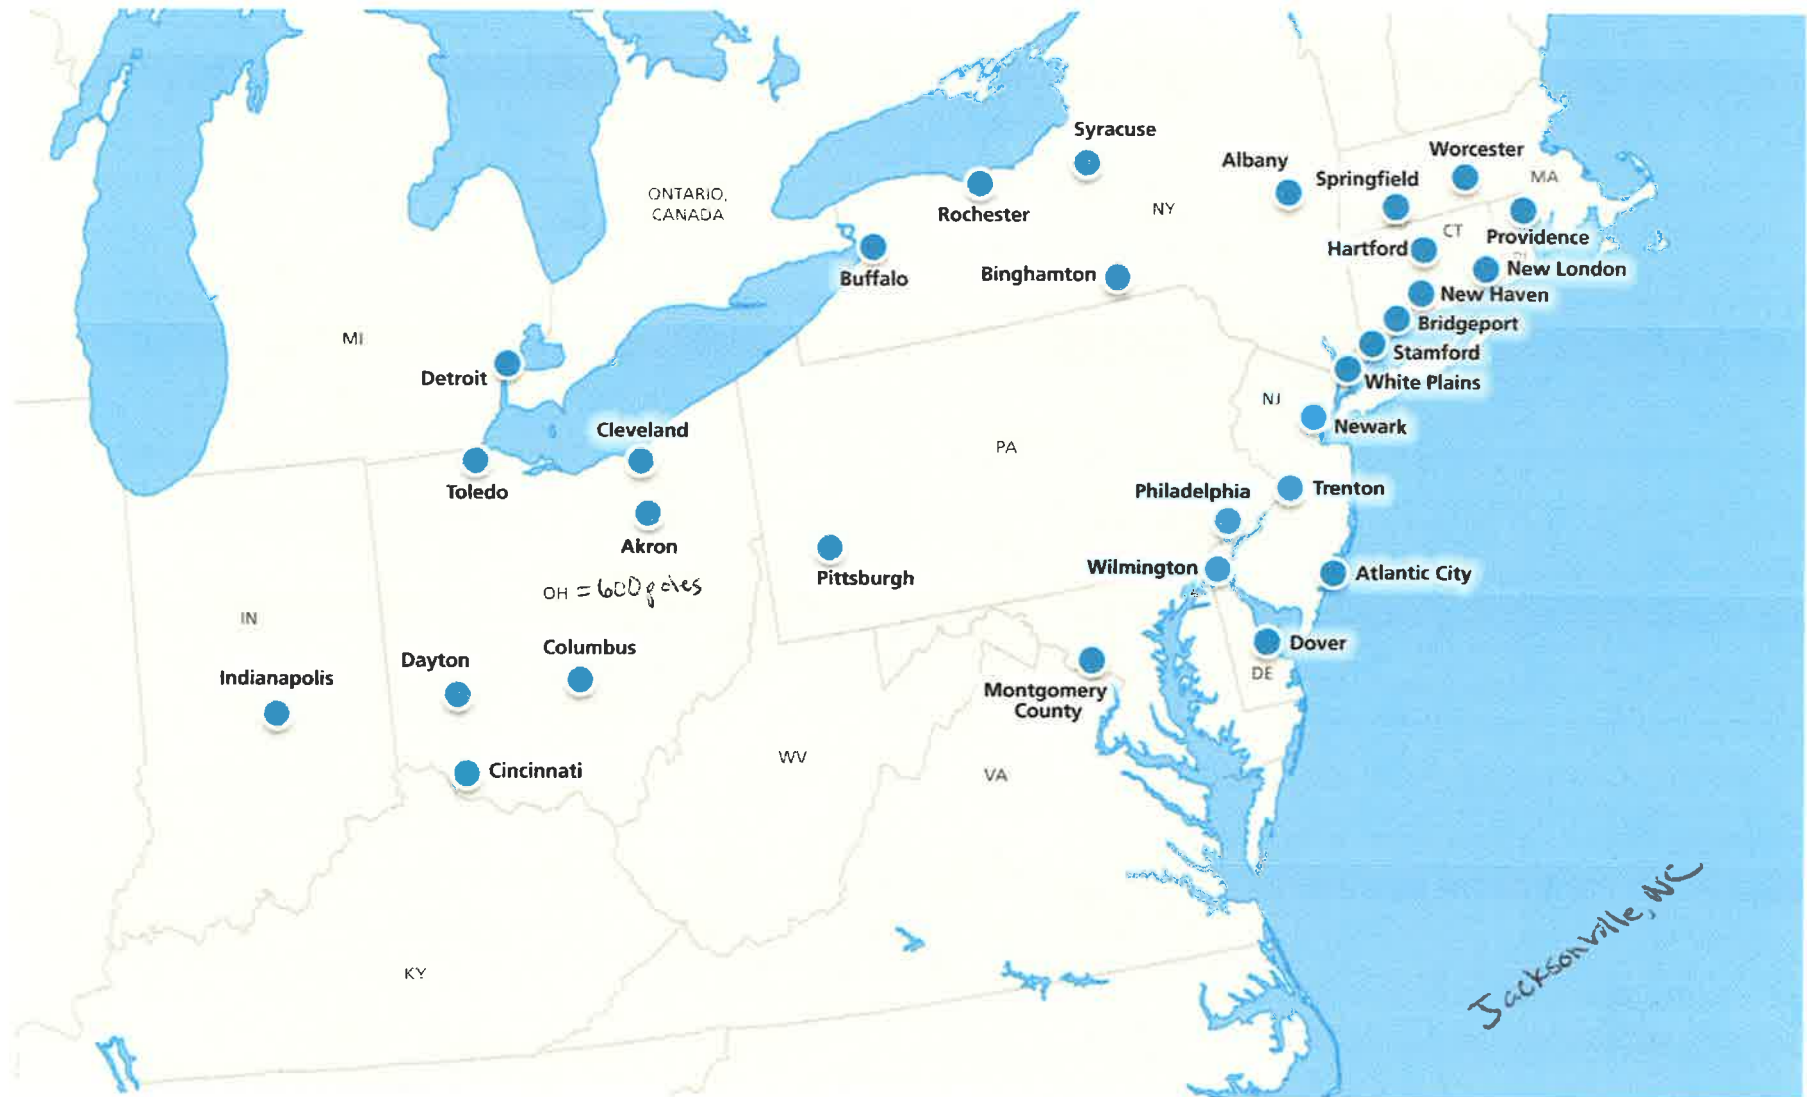 Syracuse
Albany
Worcester
Springfield
MA
ONTARIO,
CANADA
Rochester
NY
CT
Providence
Hartford
Buffalo
Binghamton
New London
New Haven
Bridgeport
MI
Stamford
Detroit
White Plains
NJ
Newark
Cleveland
PA
Toledo
Philadelphia
Trenton
Akron
Pittsburgh
Wilmington
Atlantic City
OH = 600 poles
IN
Columbus
Dayton
Dover
Indianapolis
DE
Montgomery
County
Cincinnati
WV
VA
KY
Jacksonville, NC